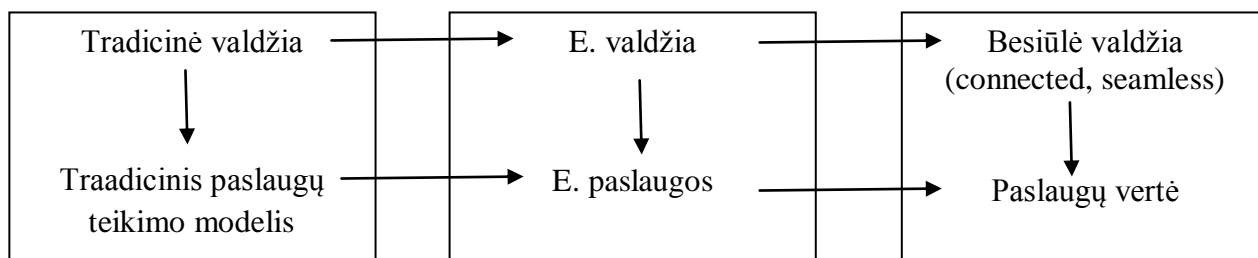 Tradicinė valdžia
Traadicinis paslaugų
teikimo modelis
E. valdžia
E. paslaugos
Besiūlė valdžia
(connected, seamless)
Paslaugų vertė